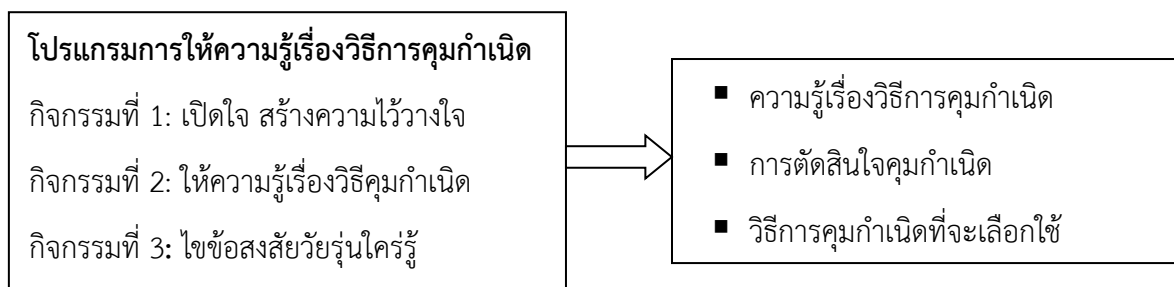 โปรแกรมการให้ความรู้เรื่องวิธีการคุมกำเนิด
กิจกรรมที่ 1: เปิดใจ สร้างความไว้วางใจ
กิจกรรมที่ 2: ให้ความรู้เรื่องวิธีคุมกำเนิด
กิจกรรมที่ 3: ไขข้อสงสัยวัยรุ่นใคร่รู้
▪ ความรู้เรื่องวิธีการคุมกำเนิด
▪ การตัดสินใจคุมกำเนิด
▪ วิธีการคุมกำเนิดที่จะเลือกใช้